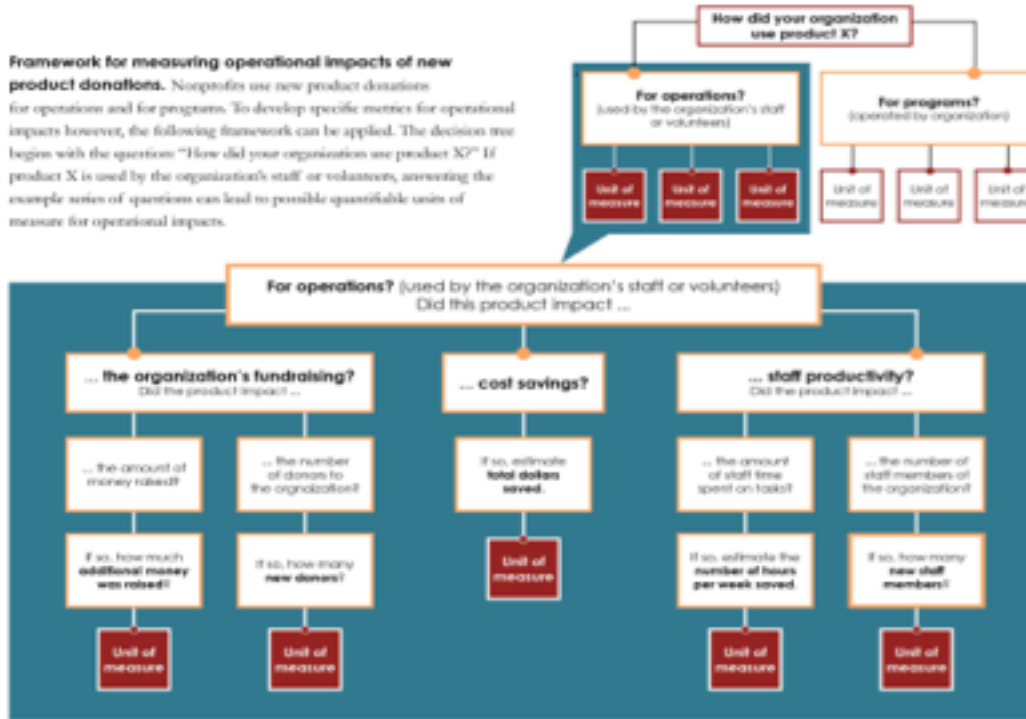 Framework for measuring operational impacts of new
product donations. Nonprofits use new product donations
for operations and for programs. To develop specific metrics for operational
impacts however, the following framework can be applied. The decision tree
begins with the question: “How did your organization use product X?” If
product X is used by the organization's staff or volunteers, answering the
example series of questions can lead to possible quantifiable units of
measure for operational impacts.
How did your organization
use product X?
For operations?
(used by the organization's staff
or volunteers)
For programs?
(operated by organization)
Unit of
measure
Unit of
measure
Unit of
measure
Unit of
measure
Unit of
measure
Unit of
measure
For operations? (used by the organization's staff or volunteers)
Did this product impact ...
... the organization's fundraising?
Did the product impact ...
... cost savings?
... staff productivity?
Did the product impact ...
... the amount of
money raised?
... the number
of donors to
the orgnaization?
If so, estimate
total dollars
saved.
... the amount
of staff time
spent on tasks?
... the number of
staff members of
the organization?
If so, how much
additional money
was raised?
If so, how many
new donors?
Unit of
measure
If so, estimate the
number of hours
per week saved.
If so, how many
new staff
members?
Unit of
measure
Unit of
measure
Unit of
measure
Unit of
measure